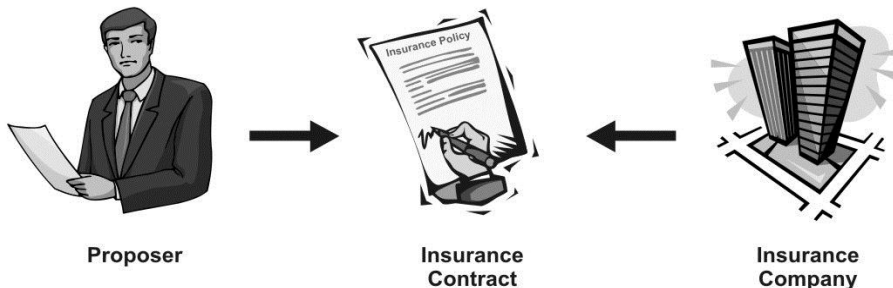 Insurance Policy
Proposer
Insurance
Contract
Insurance
Company